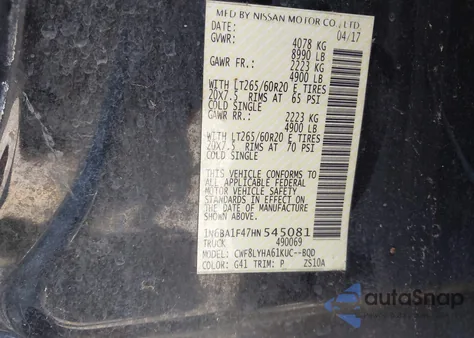 MFD BY NISSAN MOTOR CO., LTD.
DATE: 04/17
GVWR: 4078 KG
8990 LB
GAWR FR.: 2223 KG
4900 LB
WITH LT265/60R20 E TIRES
20X7.5 RIMS AT 65 PSI
COLD SINGLE
GAWR RR.: 2223 KG
4900 LB
WITH LT265/60R20 E TIRES
20X7.5 RIMS AT 70 PSI
COLD SINGLE
THIS VEHICLE CONFORMS TO
ALL APPLICABLE FEDERAL
MOTOR VEHICLE SAFETY
STANDARDS IN EFFECT ON THE
DATE OF MANUFACTURE SHOWN
ABOVE.
1N6BA1F47HN545081
TRUCK 490069
MODEL: CWF8LYHA61KUC--BQD
COLOR: G41 TRIM: P ZS10A
autoSnap